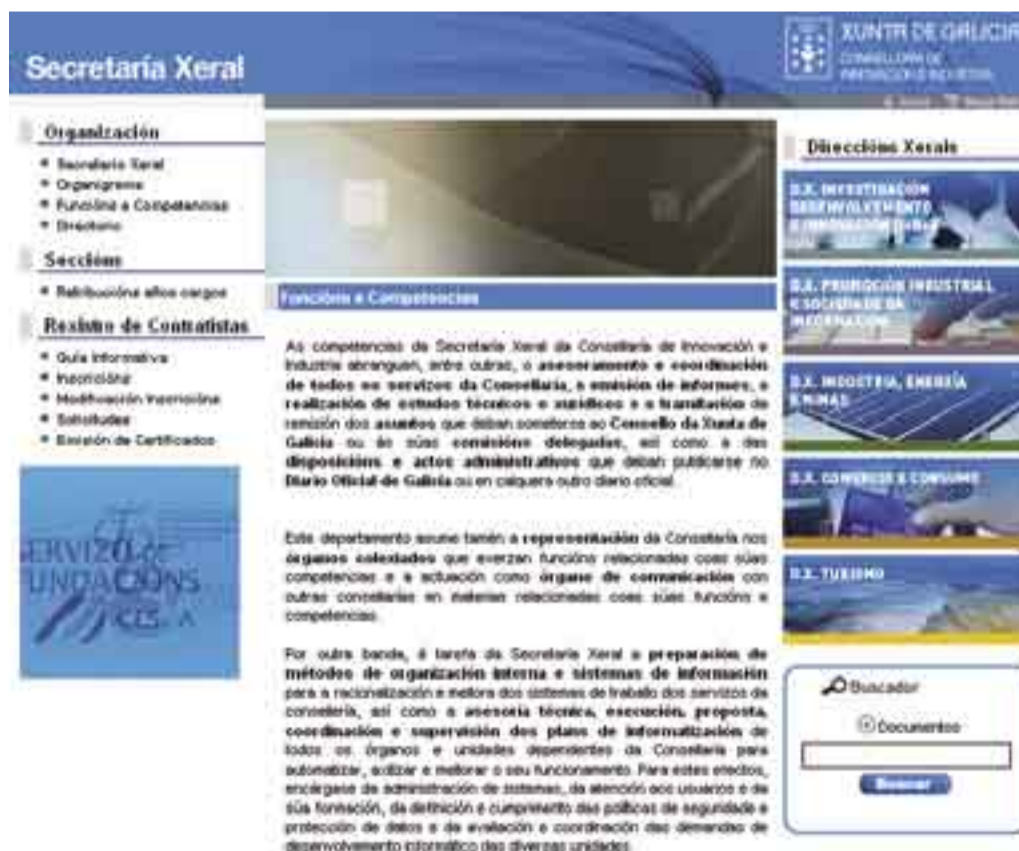 Secretaría Xeral
XUNTA DE GALICIA
CONSELLERÍA DE
INNOVACIÓN E INDUSTRIA
Organización
Secretario Xeral
Organigrama
Funcións e Competencias
Directorio
Seccións
Retribucións altos cargos
Rexistro de Contratistas
Guía Informativa
Inscricións
Modificación Inscricións
Solicitudes
Emisión de Certificados
SERVIZO de
FUNDACIÓNS
Funcións e Competencias
As competencias da Secretaría Xeral da Consellaría de Innovación e
Industria abranguen, entre outras, o asesoramento e coordinación
de todos os servizos da Consellaría, a emisión de informes, a
realización de estudos técnicos e xurídicos e a tramitación de
remisión dos asuntos que deban someterse ao Consello da Xunta de
Galicia ou ás súas comisións delegadas, así como a das
disposicións e actos administrativos que deban publicarse no
Diario Oficial de Galicia ou en calquera outro diario oficial.
Este departamento asume tamén a representación da Consellaría nos
órganos colexiados que exerzan funcións relacionadas coas súas
competencias e a actuación como órgano de comunicación con
outras consellarías en materias relacionadas coas súas funcións e
competencias.
Por outra banda, é tarefa da Secretaría Xeral a preparación de
métodos de organización interna e sistemas de información
para a racionalización e mellora dos sistemas de traballo dos servizos da
consellería, así como a asesoría técnica, execución, proposta,
coordinación e supervisión dos plans de informatización de
todos os órganos e unidades dependentes da Consellaría para
automatizar, axilizar e mellorar o seu funcionamento. Para estes efectos,
encárgase da administración de sistemas, da atención aos usuarios e da
súa formación, da definición e cumprimento das políticas de seguridade e
protección de datos e da avaliación e coordinación das demandas de
desenvolvemento informático das diversas unidades.
Direccións Xerais
D.X. INVESTIGACIÓN
DESENVOLVEMENTO
E INNOVACIÓN
D.X. PROMOCIÓN INDUSTRIAL
E SOCIEDADE DA
INFORMACIÓN
D.X. INDUSTRIA, ENERXÍA
E MINAS
D.X. COMERCIO E CONSUMO
D.X. TURISMO
Buscador
Documentos
Buscar